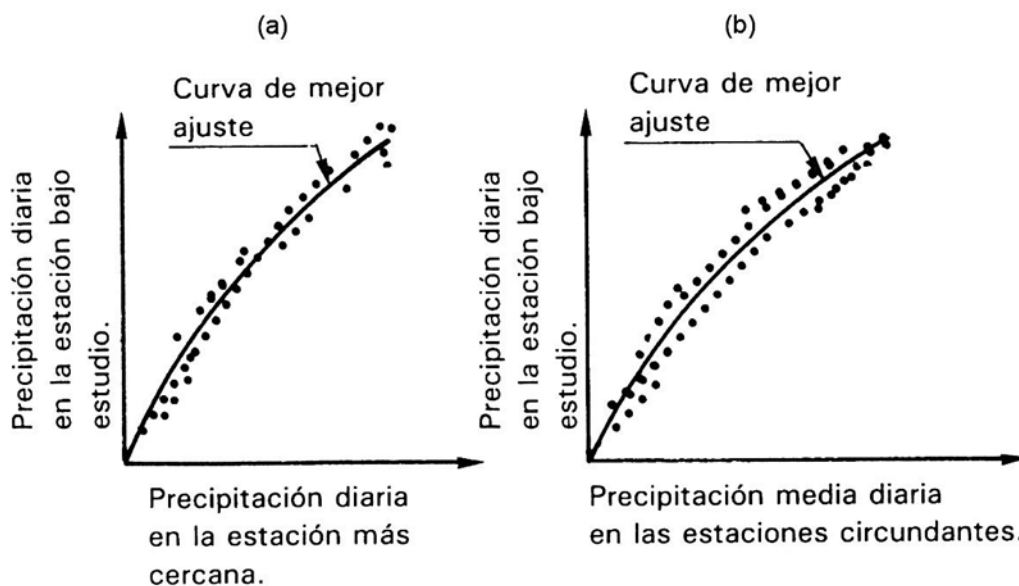 (a)
Curva de mejor
ajuste
Precipitación diaria
en la estación bajo
estudio.
Precipitación diaria
en la estación más
cercana.
(b)
Curva de mejor
ajuste
Precipitación diaria
en la estación bajo
estudio.
Precipitación media diaria
en las estaciones circundantes.